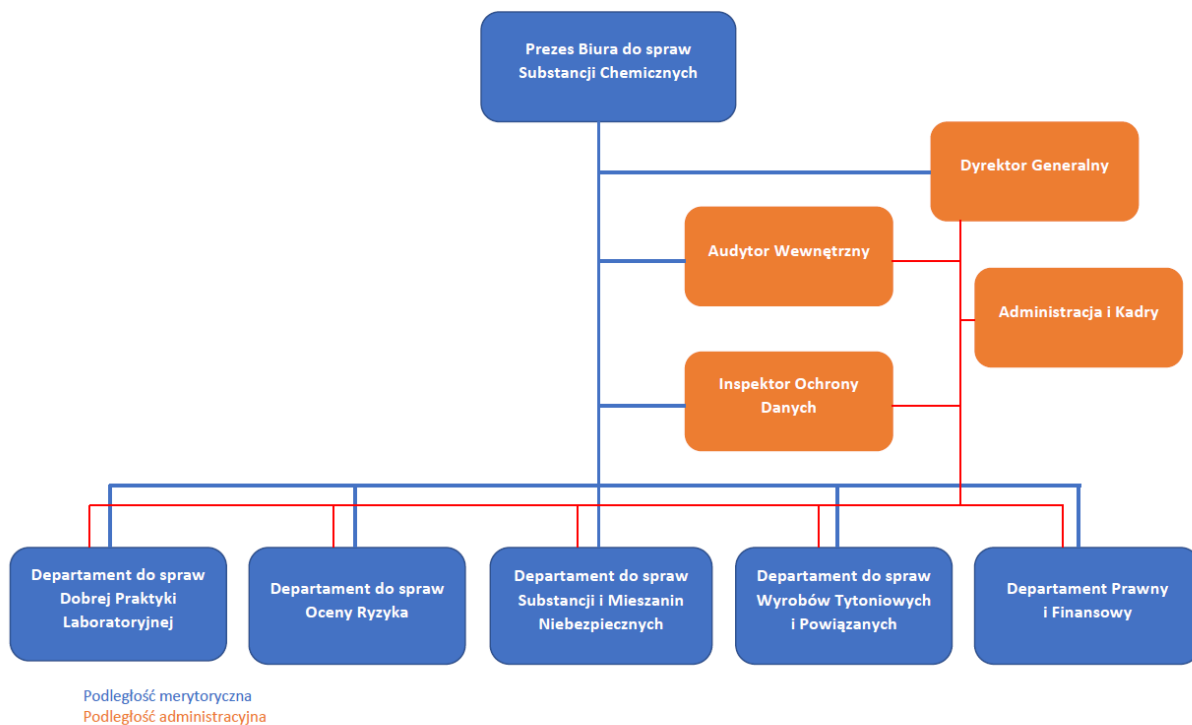 Prezes Biura do spraw
Substancji Chemicznych
Dyrektor Generalny
Audytor Wewnętrzny
Administracja i Kadry
Inspektor Ochrony
Danych
Departament do spraw
Dobrej Praktyki
Laboratoryjnej
Departament do spraw
Oceny Ryzyka
Departament do spraw
Substancji i Mieszanin
Niebezpiecznych
Departament do spraw
Wyrobów Tytoniowych
i Powiązanych
Departament Prawny
i Finansowy
Podległość merytoryczna
Podległość administracyjna